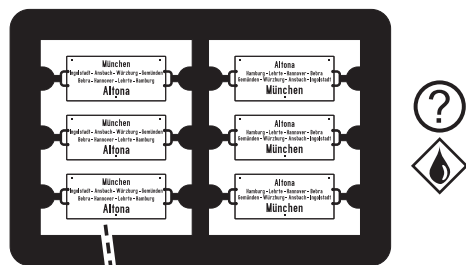 München
Ingolstadt - Ansbach - Würzburg - Gemünden
Bebra - Hannover - Lehrte - Hamburg
Altona
München
Ingolstadt - Ansbach - Würzburg - Gemünden
Bebra - Hannover - Lehrte - Hamburg
Altona
München
Ingolstadt - Ansbach - Würzburg - Gemünden
Bebra - Hannover - Lehrte - Hamburg
Altona
Altona
Hamburg - Lehrte - Hannover - Bebra
Gemünden - Würzburg - Ansbach - Ingolstadt
München
Altona
Hamburg - Lehrte - Hannover - Bebra
Gemünden - Würzburg - Ansbach - Ingolstadt
München
Altona
Hamburg - Lehrte - Hannover - Bebra
Gemünden - Würzburg - Ansbach - Ingolstadt
München
?